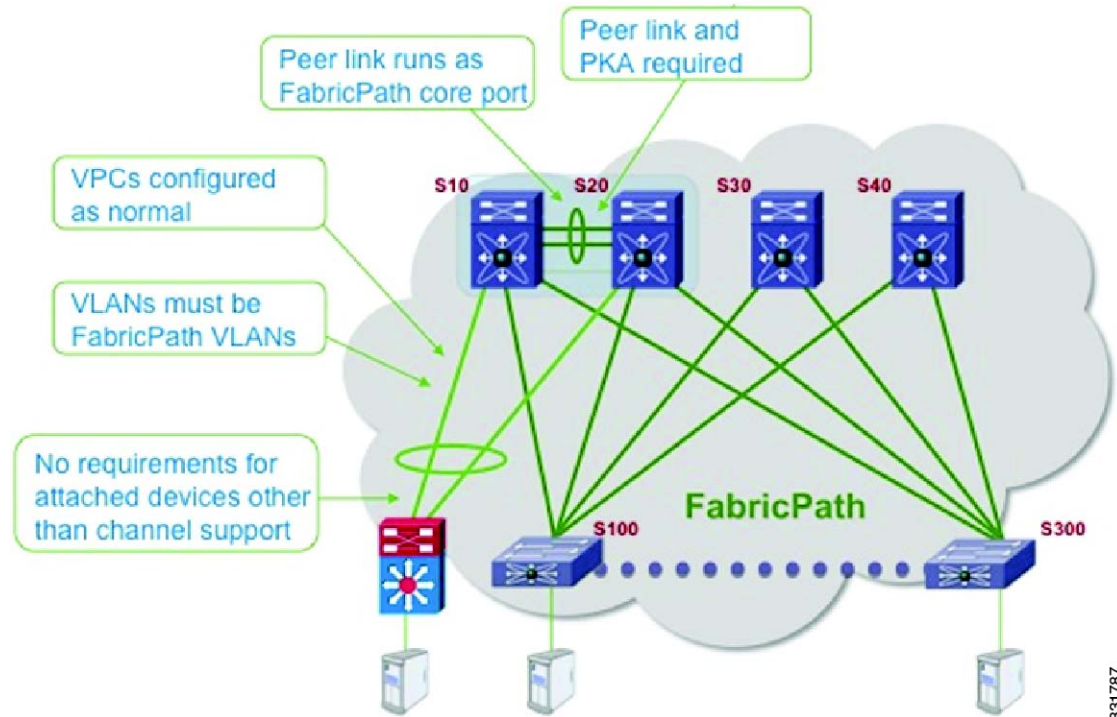 Peer link runs as
FabricPath core port
Peer link and
PKA required
VPCs configured
as normal
S10
S20
S30
S40
VLANs must be
FabricPath VLANs
No requirements for
attached devices other
than channel support
FabricPath
S100
S300
331787